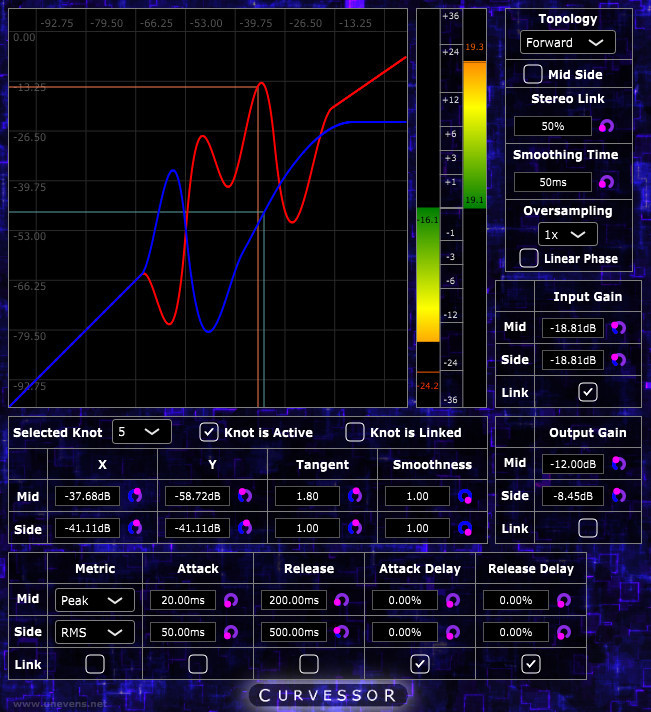 -92.75 -79.50 -66.25 -53.00 -39.75 -26.50 -13.25
0.00
-13.25
-26.50
-39.75
-53.00
-66.25
-79.50
-92.75
+36
+24
+12
+6
+3
+1
-1
-3
-6
-12
-24
-36
19.3
19.1
-16.1
-24.2
Topology
Forward
Mid Side
Stereo Link
50%
Smoothing Time
50ms
Oversampling
1x
Linear Phase
Input Gain
Mid -18.81dB
Side -18.81dB
Link
Selected Knot 5 Knot is Active Knot is Linked
X Y Tangent Smoothness
Mid -37.68dB -58.72dB 1.80 1.00
Side -41.11dB -41.11dB 1.00 1.00
Output Gain
Mid -12.00dB
Side -8.45dB
Link
Metric Attack Release Attack Delay Release Delay
Mid Peak 20.00ms 200.00ms 0.00% 0.00%
Side RMS 50.00ms 500.00ms 0.00% 0.00%
Link
CURVESSOR
www.unevens.net